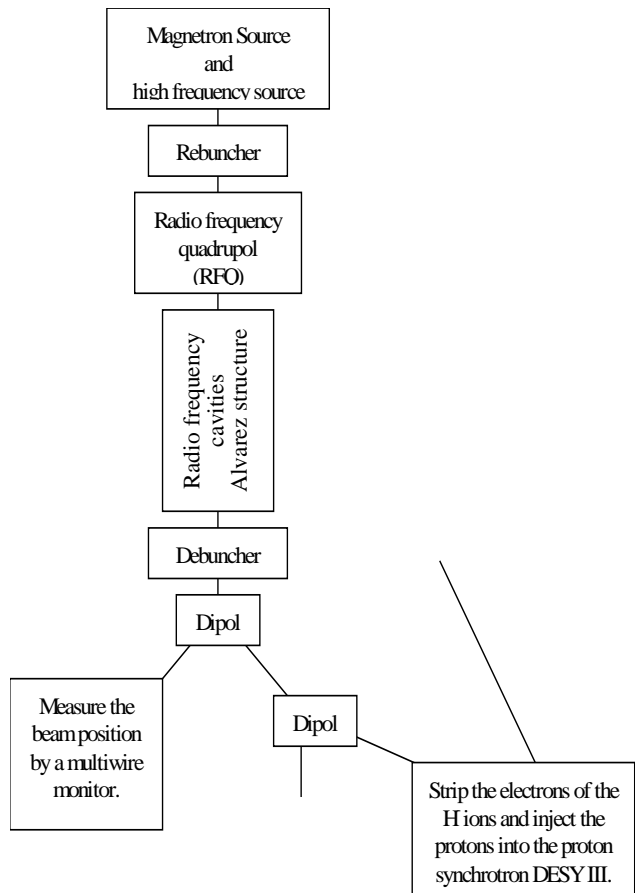 Magnetron Source
and
high frequency source
Rebuncher
Radio frequency
quadrupol
(RFO)
Radio frequency
cavities
Alvarez structure
Debuncher
Dipol
Measure the
beam position
by a multiwire
monitor.
Dipol
Strip the electrons of the
H ions and inject the
protons into the proton
synchrotron DESY III.